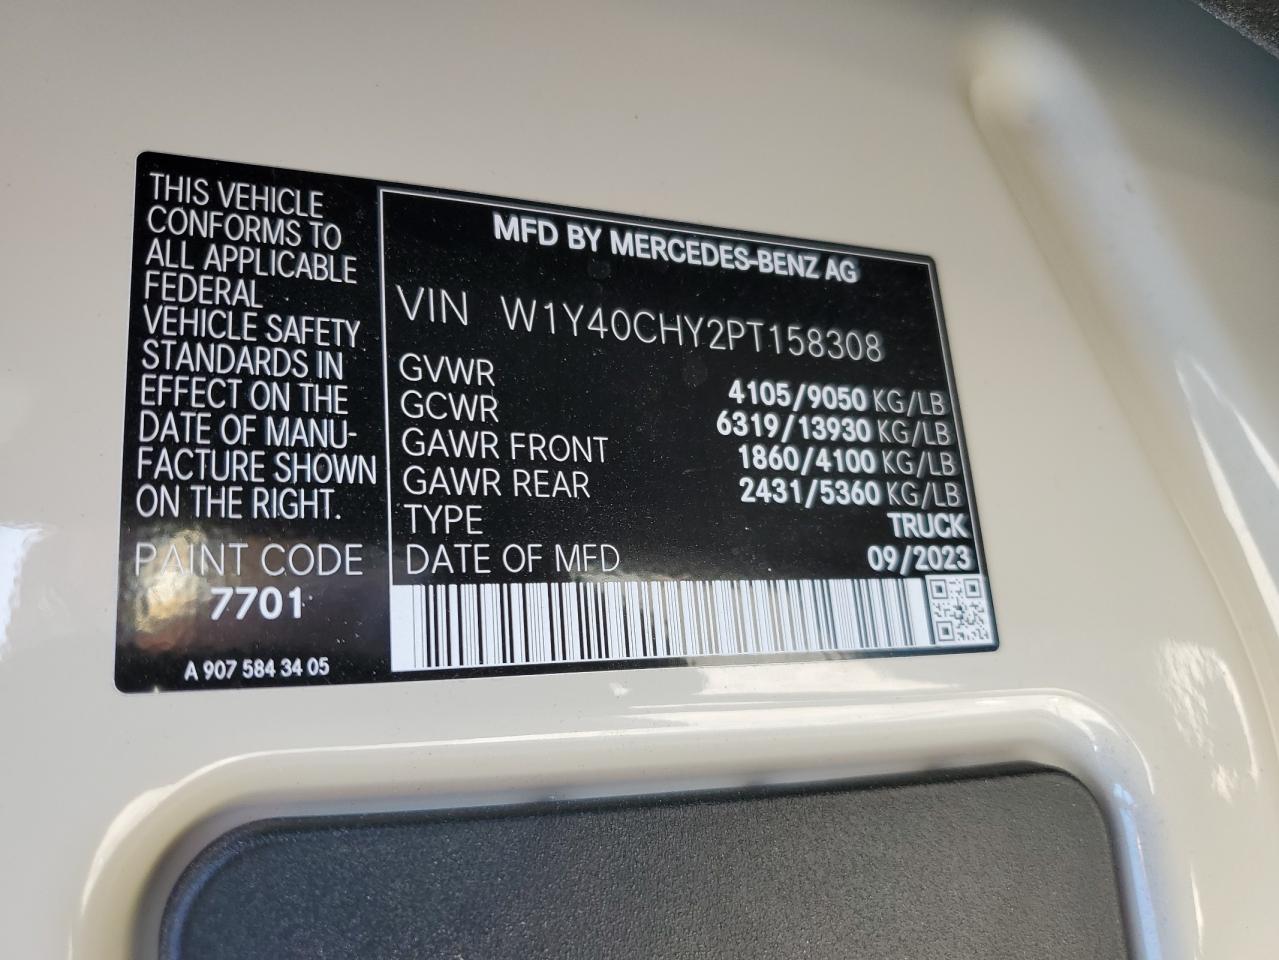 THIS VEHICLE
CONFORMS TO
ALL APPLICABLE
FEDERAL
VEHICLE SAFETY
STANDARDS IN
EFFECT ON THE
DATE OF MANU-
FACTURE SHOWN
ON THE RIGHT.
PAINT CODE
7701
A 907 584 34 05
MFD BY MERCEDES-BENZ AG
VIN W1Y40CHY2PT158308
GVWR 4105/9050 KG/LB
GCWR 6319/13930 KG/LB
GAWR FRONT 1860/4100 KG/LB
GAWR REAR 2431/5360 KG/LB
TYPE TRUCK
DATE OF MFD 09/2023